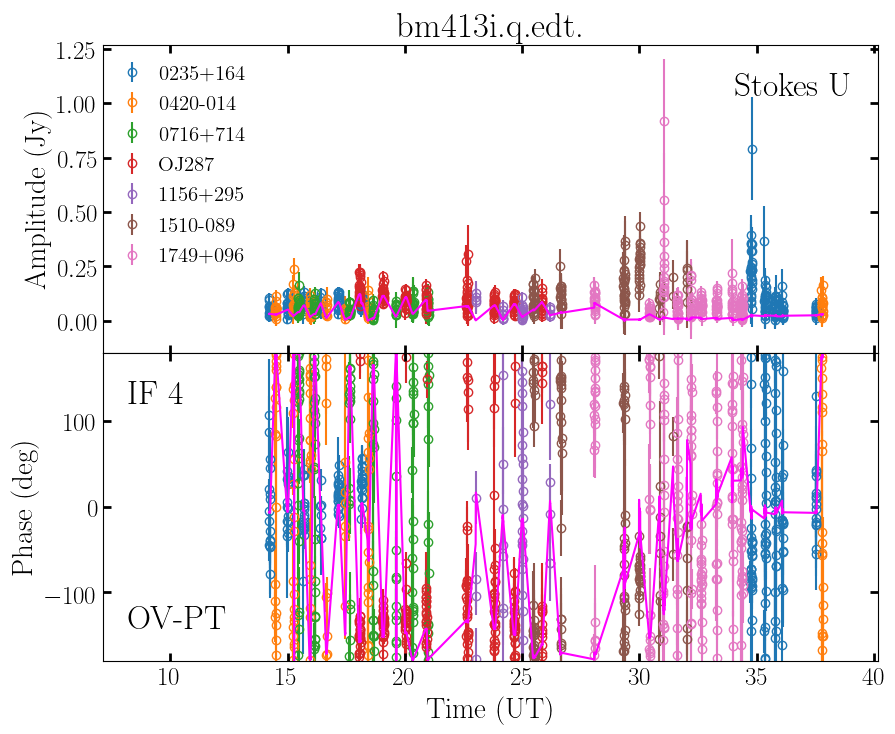 bm413i.q.edt.
Stokes U
0235+164
0420-014
0716+714
OJ287
1156+295
1510-089
1749+096
1.25
1.00
0.75
0.50
0.25
0.00
Amplitude (Jy)
IF 4
OV-PT
100
0
−100
Phase (deg)
10 15 20 25 30 35 40
Time (UT)